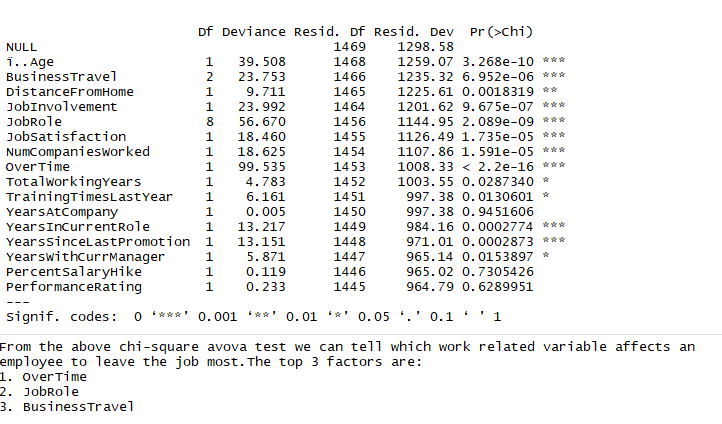 Df Deviance Resid. Df Resid. Dev Pr(>Chi)
NULL 1469 1298.58
ï..Age 1 39.508 1468 1259.07 3.268e-10 ***
BusinessTravel 2 23.753 1466 1235.32 6.952e-06 ***
DistanceFromHome 1 9.711 1465 1225.61 0.0018319 **
JobInvolvement 1 23.992 1464 1201.62 9.675e-07 ***
JobRole 8 56.670 1456 1144.95 2.089e-09 ***
JobSatisfaction 1 18.460 1455 1126.49 1.735e-05 ***
NumCompaniesWorked 1 18.625 1454 1107.86 1.591e-05 ***
OverTime 1 99.535 1453 1008.33 < 2.2e-16 ***
TotalWorkingYears 1 4.783 1452 1003.55 0.0287340 *
TrainingTimesLastYear 1 6.161 1451 997.38 0.0130601 *
YearsAtCompany 1 0.005 1450 997.38 0.9451606
YearsInCurrentRole 1 13.217 1449 984.16 0.0002774 ***
YearsSinceLastPromotion 1 13.151 1448 971.01 0.0002873 ***
YearsWithCurrManager 1 5.871 1447 965.14 0.0153897 *
PercentSalaryHike 1 0.119 1446 965.02 0.7305426
PerformanceRating 1 0.233 1445 964.79 0.6289951
---
Signif. codes: 0 ‘***’ 0.001 ‘**’ 0.01 ‘*’ 0.05 ‘.’ 0.1 ‘ ’ 1
From the above chi-square avova test we can tell which work related variable affects an
employee to leave the job most.The top 3 factors are:
1. OverTime
2. JobRole
3. BusinessTravel